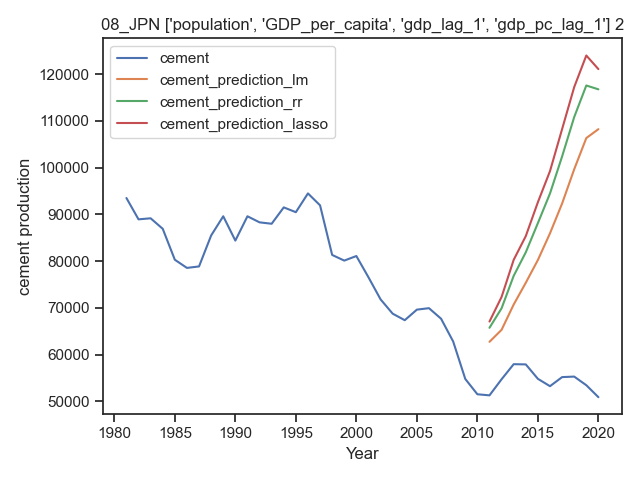 08_JPN ['population', 'GDP_per_capita', 'gdp_lag_1', 'gdp_pc_lag_1'] 2
cement
cement_prediction_lm
cement_prediction_rr
cement_prediction_lasso
120000
110000
100000
90000
80000
70000
60000
50000
cement production
1980 1985 1990 1995 2000 2005 2010 2015 2020
Year